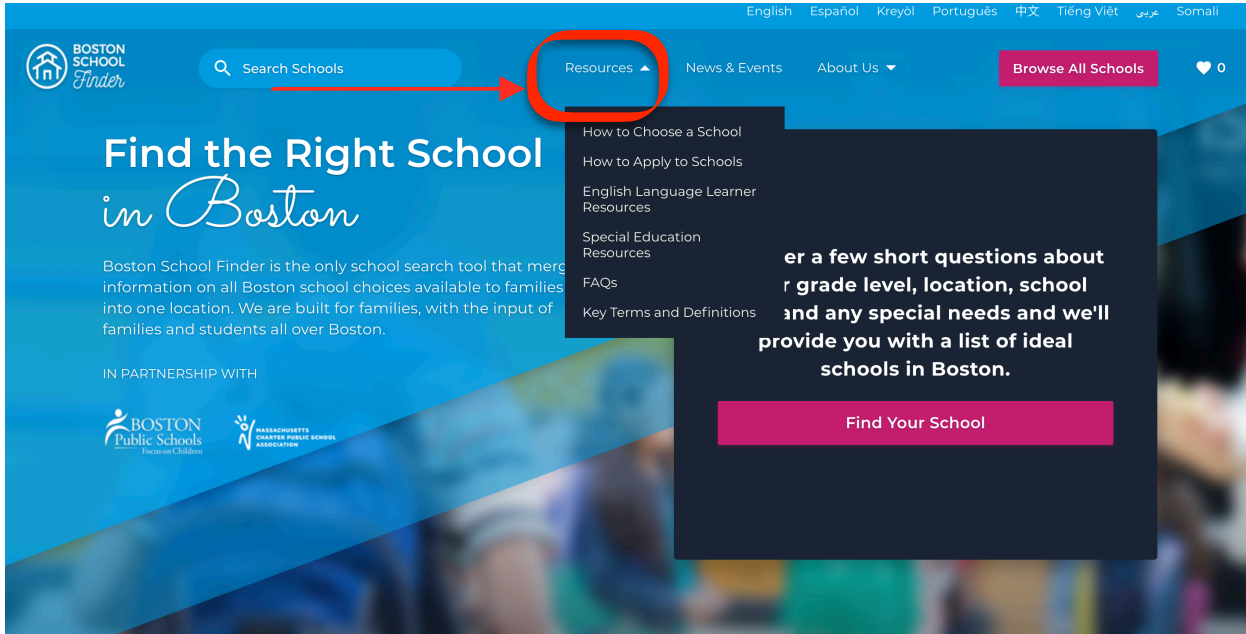 English Español Kreyòl Português 中文 Tiếng Việt عربى Somali
BOSTON
SCHOOL
Finder
Search Schools
Resources
News & Events
About Us
Browse All Schools
0
How to Choose a School
How to Apply to Schools
English Language Learner
Resources
Special Education
Resources
FAQs
Key Terms and Definitions
Find the Right School
in Boston
Boston School Finder is the only school search tool that merg
information on all Boston school choices available to families
into one location. We are built for families, with the input of
families and students all over Boston.
IN PARTNERSHIP WITH
BOSTON
Public Schools
Focus on Children
MASSACHUSETTS
CHARTER PUBLIC SCHOOL
ASSOCIATION
er a few short questions about
r grade level, location, school
and any special needs and we'll
provide you with a list of ideal
schools in Boston.
Find Your School